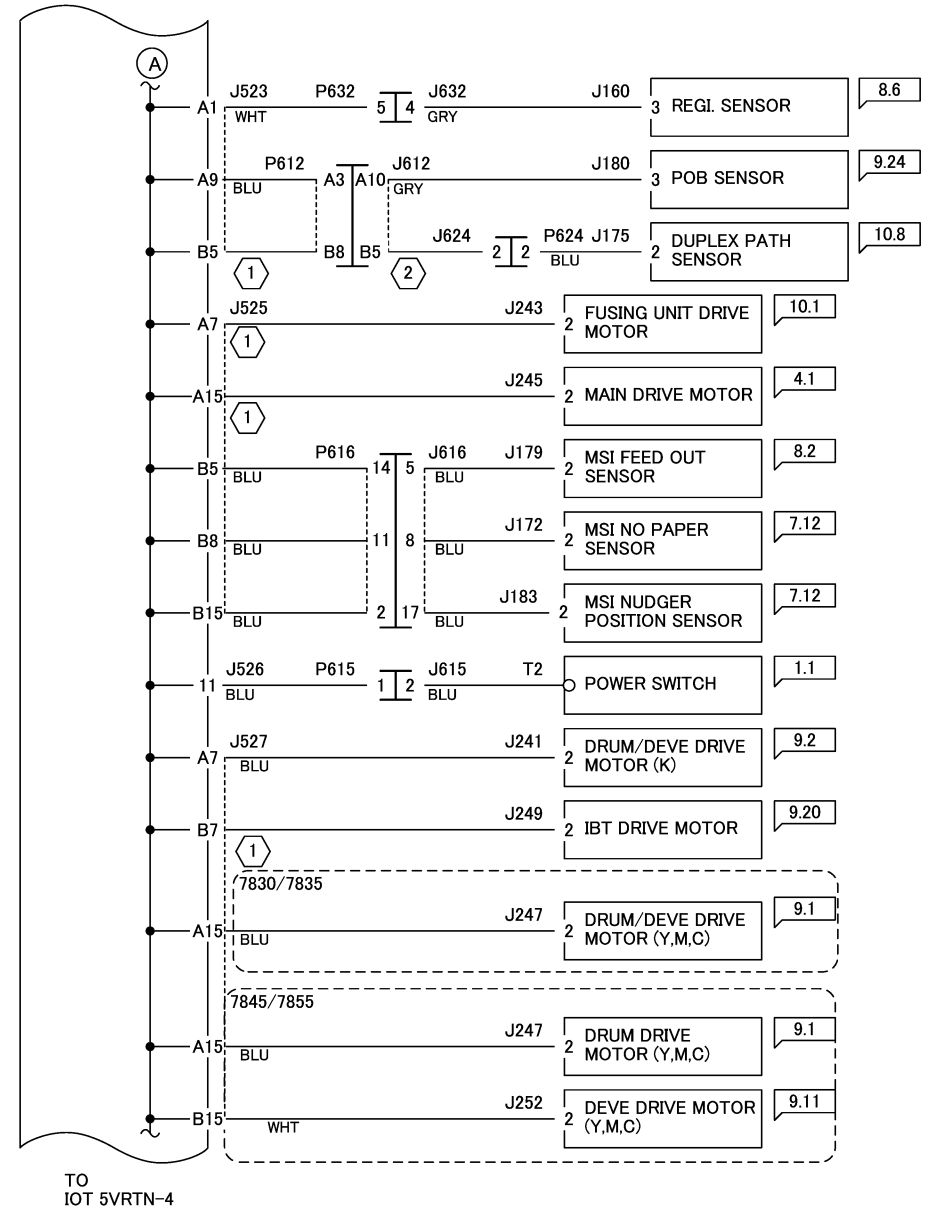 A
A1 J523 WHT P632 5 4 J632 GRY J160 3 REGI. SENSOR 8.6
A9 BLU P612 A3 A10 J612 GRY J180 3 POB SENSOR 9.24
B5 1 B8 B5 2 J624 2 2 P624 BLU J175 2 DUPLEX PATH
SENSOR 10.8
A7 J525 1 J243 2 FUSING UNIT DRIVE
MOTOR 10.1
A15 1 J245 2 MAIN DRIVE MOTOR 4.1
B5 BLU P616 14 5 J616 BLU J179 2 MSI FEED OUT
SENSOR 8.2
B8 BLU 11 8 BLU J172 2 MSI NO PAPER
SENSOR 7.12
B15 BLU 2 17 BLU J183 2 MSI NUDGER
POSITION SENSOR 7.12
11 J526 BLU P615 1 2 J615 BLU T2 POWER SWITCH 1.1
A7 J527 BLU J241 2 DRUM/DEVE DRIVE
MOTOR (K) 9.2
B7 1 J249 2 IBT DRIVE MOTOR 9.20
7830/7835
A15 BLU J247 2 DRUM/DEVE DRIVE
MOTOR (Y,M,C) 9.1
7845/7855
A15 BLU J247 2 DRUM DRIVE
MOTOR (Y,M,C) 9.1
B15 WHT J252 2 DEVE DRIVE MOTOR
(Y,M,C) 9.11
TO
IOT 5VRTN-4